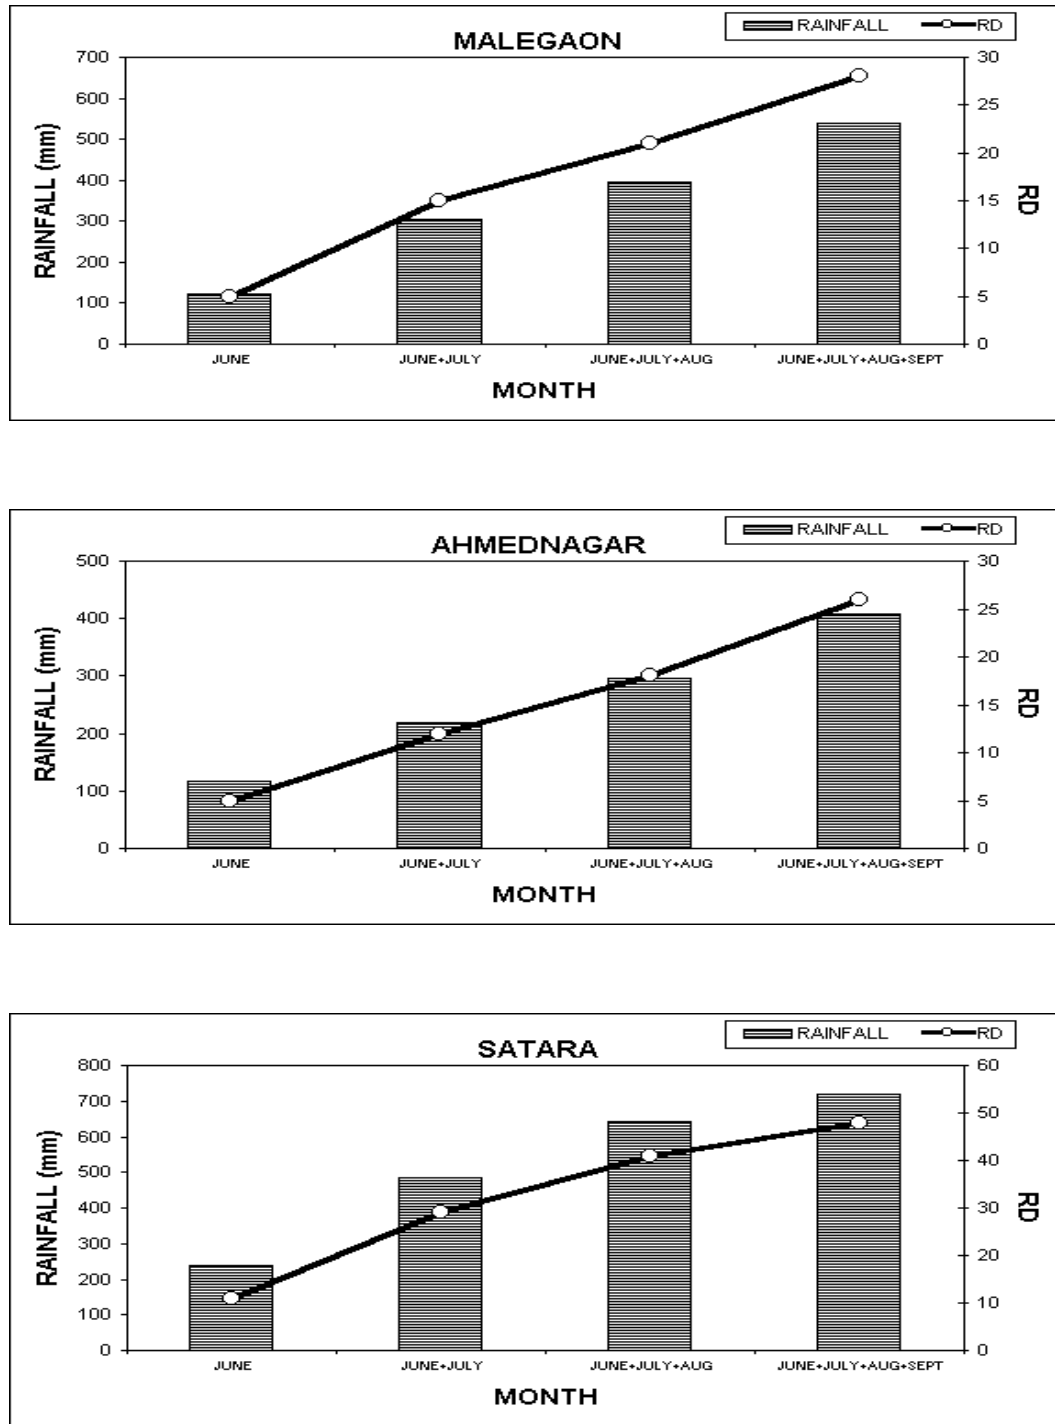 RAINFALL RD
MALEGAON
700
600
500
400
300
200
100
0
30
25
20
15
10
5
0
RAINFALL (mm)
RD
JUNE JUNE+JULY JUNE+JULY+AUG JUNE+JULY+AUG+SEPT
MONTH
RAINFALL RD
AHMEDNAGAR
500
400
300
200
100
0
30
25
20
15
10
5
0
RAINFALL (mm)
RD
JUNE JUNE+JULY JUNE+JULY+AUG JUNE+JULY+AUG+SEPT
MONTH
RAINFALL RD
SATARA
800
700
600
500
400
300
200
100
0
60
50
40
30
20
10
0
RAINFALL (mm)
RD
JUNE JUNE+JULY JUNE+JULY+AUG JUNE+JULY+AUG+SEPT
MONTH